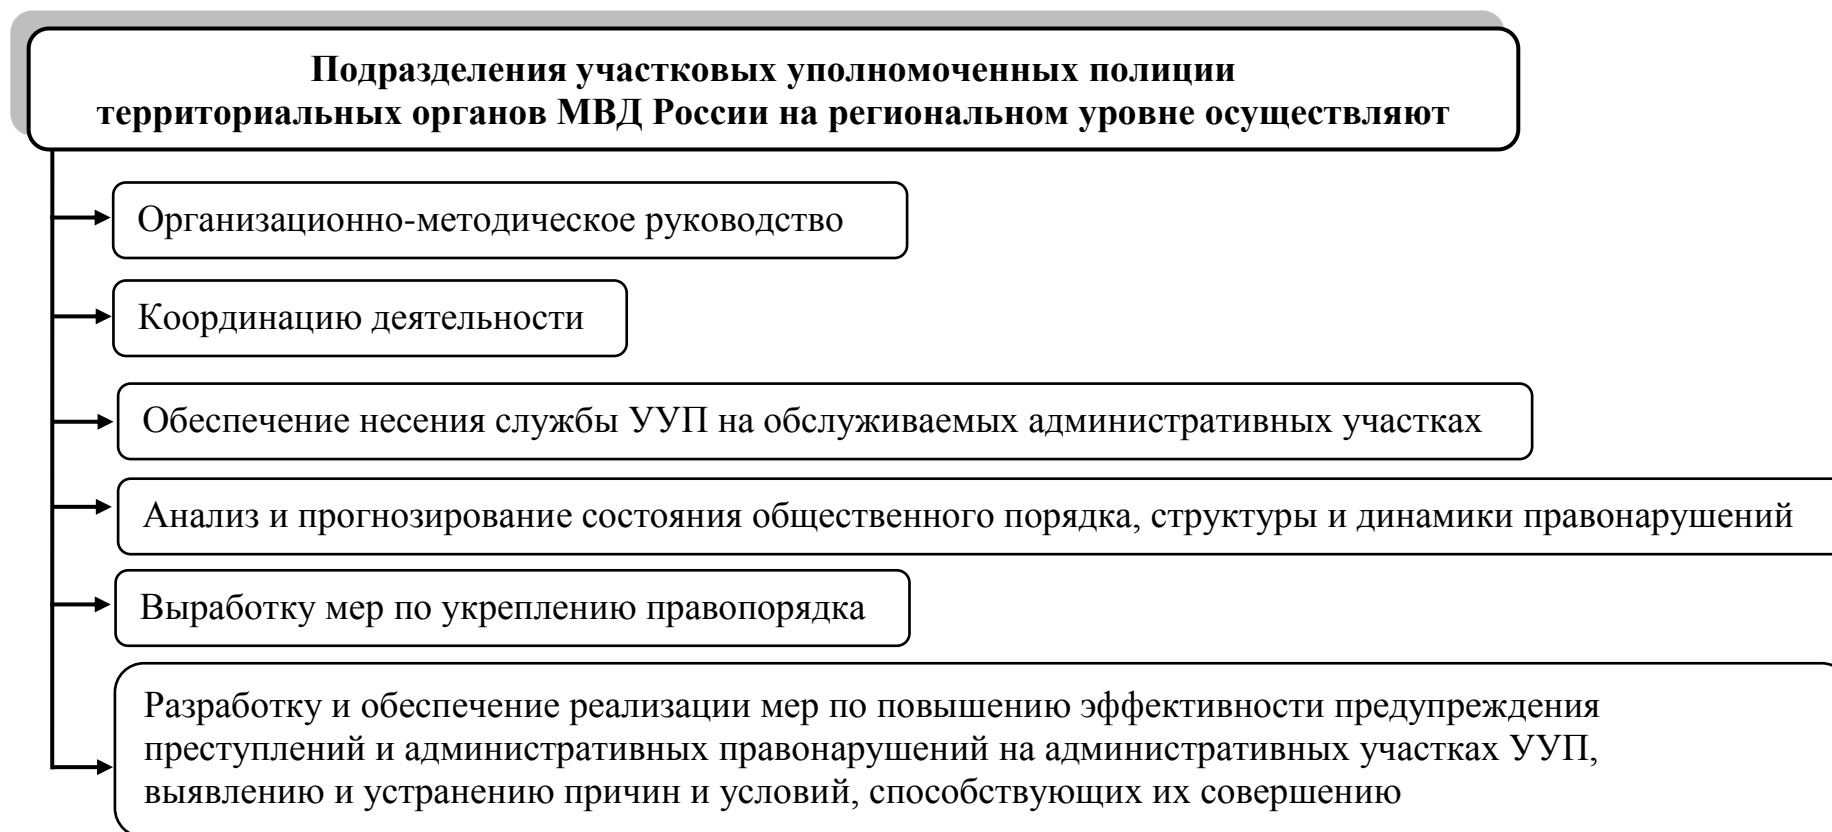 Подразделения участковых уполномоченных полиции
территориальных органов МВД России на региональном уровне осуществляют
Организационно-методическое руководство
Координацию деятельности
Обеспечение несения службы УУП на обслуживаемых административных участках
Анализ и прогнозирование состояния общественного порядка, структуры и динамики правонарушений
Выработку мер по укреплению правопорядка
Разработку и обеспечение реализации мер по повышению эффективности предупреждения
преступлений и административных правонарушений на административных участках УУП,
выявлению и устранению причин и условий, способствующих их совершению